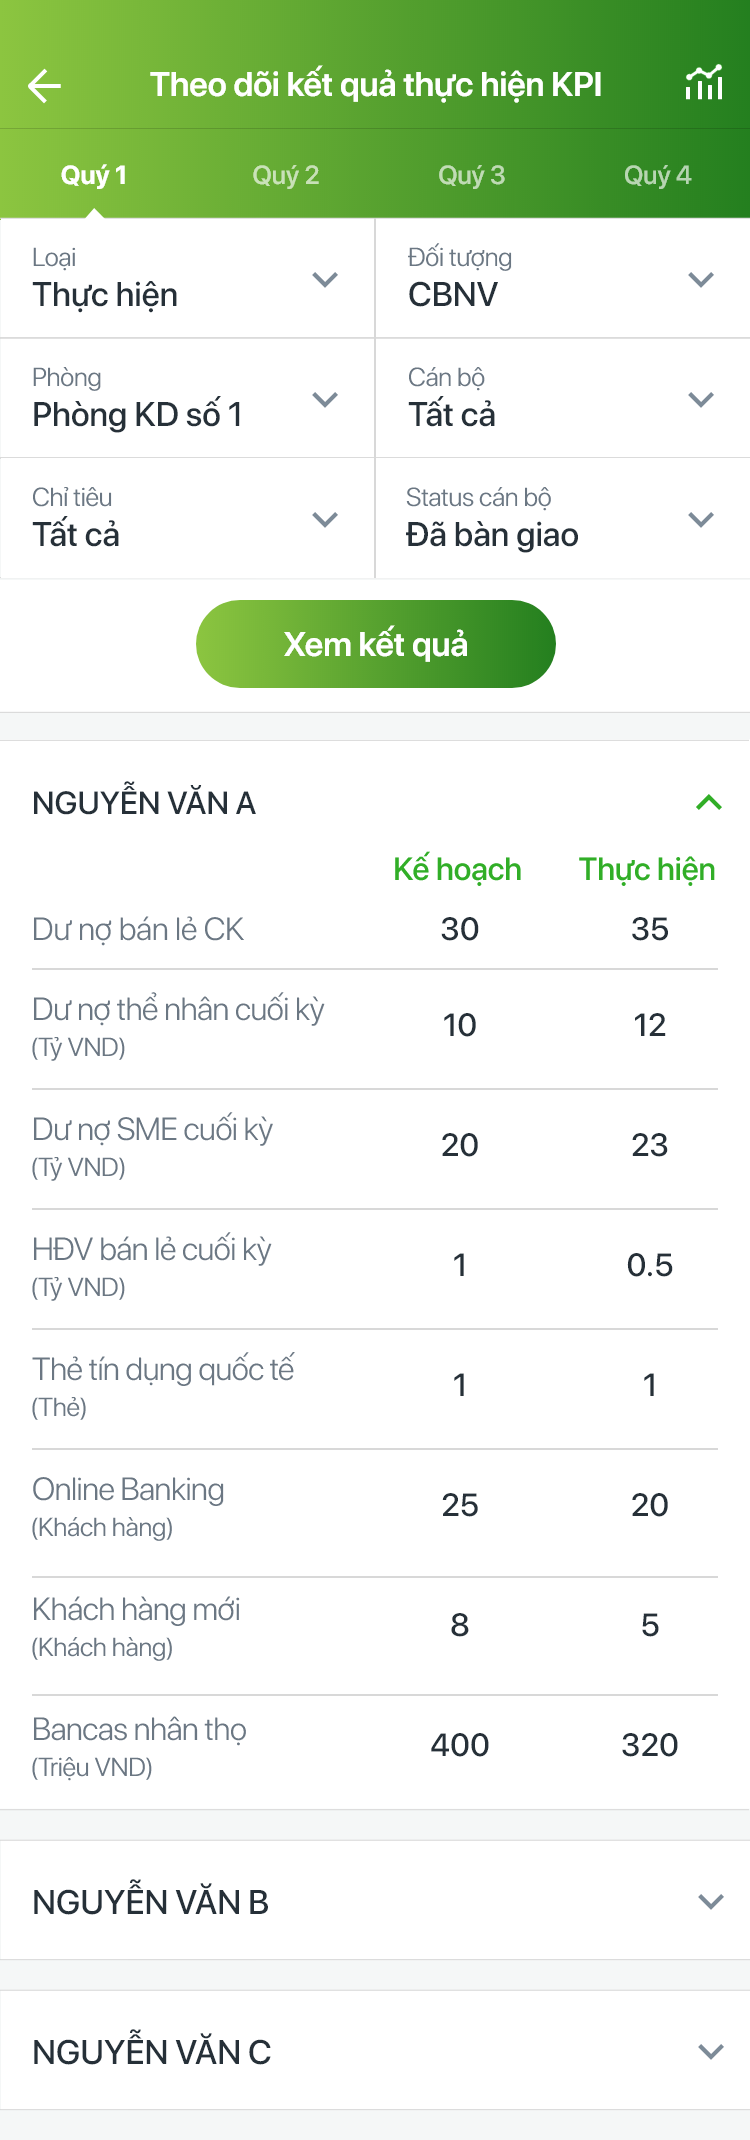 Theo dõi kết quả thực hiện KPI
Quý 1 Quý 2 Quý 3 Quý 4
Loại Đối tượng
Thực hiện CBNV
Phòng Cán bộ
Phòng KD số 1 Tất cả
Chỉ tiêu Status cán bộ
Tất cả Đã bàn giao
Xem kết quả
NGUYỄN VĂN A
Kế hoạch Thực hiện
Dư nợ bán lẻ CK 30 35
Dư nợ thể nhân cuối kỳ
(Tỷ VND) 10 12
Dư nợ SME cuối kỳ
(Tỷ VND) 20 23
HĐV bán lẻ cuối kỳ
(Tỷ VND) 1 0.5
Thẻ tín dụng quốc tế
(Thẻ) 1 1
Online Banking
(Khách hàng) 25 20
Khách hàng mới
(Khách hàng) 8 5
Bancas nhân thọ
(Triệu VND) 400 320
NGUYỄN VĂN B
NGUYỄN VĂN C